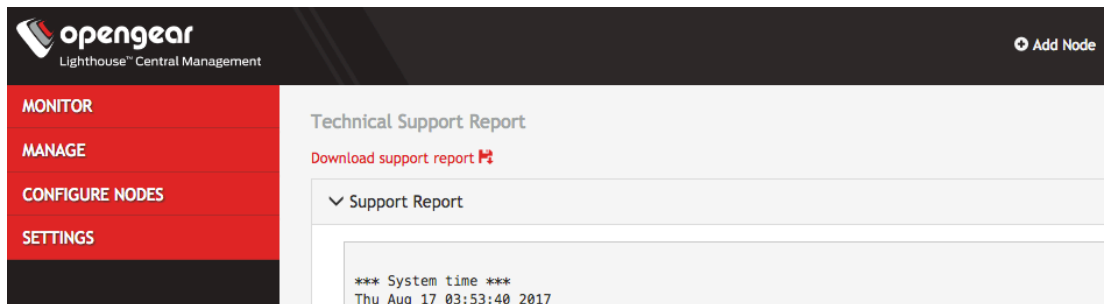 opengear
Lighthouse™ Central Management
Add Node
MONITOR
MANAGE
CONFIGURE NODES
SETTINGS
Technical Support Report
Download support report
Support Report
*** System time ***
Thu Aug 17 03:53:40 2017